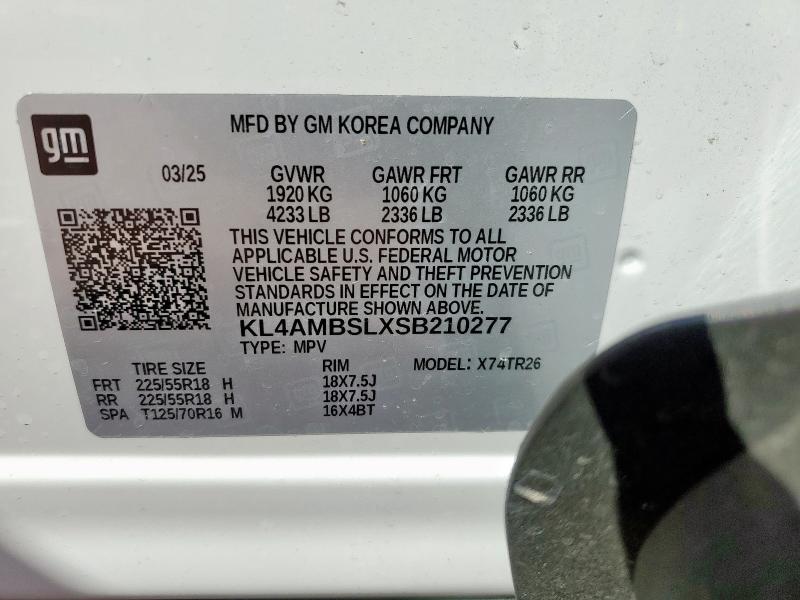 gm
MFD BY GM KOREA COMPANY
03/25 GVWR GAWR FRT GAWR RR
1920 KG 1060 KG 1060 KG
4233 LB 2336 LB 2336 LB
THIS VEHICLE CONFORMS TO ALL
APPLICABLE U.S. FEDERAL MOTOR
VEHICLE SAFETY AND THEFT PREVENTION
STANDARDS IN EFFECT ON THE DATE OF
MANUFACTURE SHOWN ABOVE.
KL4AMBSLXSB210277
TYPE: MPV MODEL: X74TR26
TIRE SIZE RIM
FRT 225/55R18 H 18X7.5J
RR 225/55R18 H 18X7.5J
SPA T125/70R16 M 16X4BT